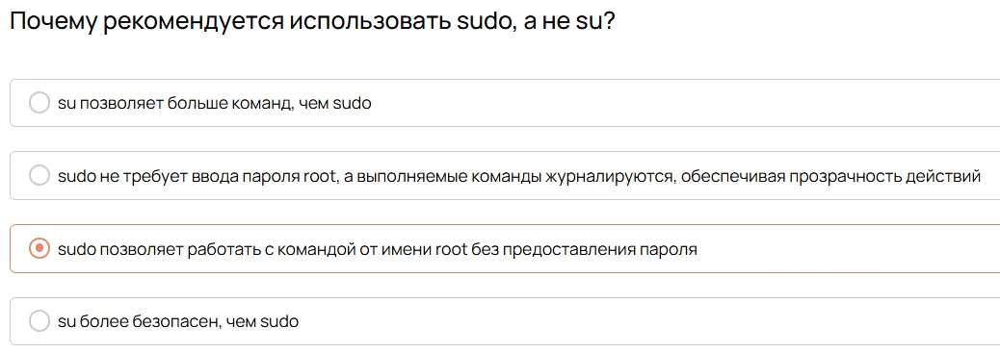 Почему рекомендуется использовать sudo, а не su?
su позволяет больше команд, чем sudo
sudo не требует ввода пароля root, а выполняемые команды журналируются, обеспечивая прозрачность действий
sudo позволяет работать с командой от имени root без предоставления пароля
su более безопасен, чем sudo